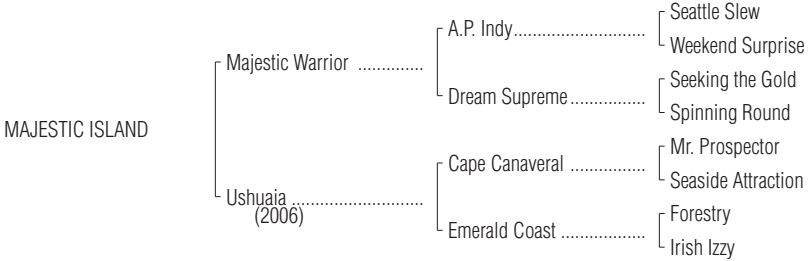 Seattle Slew
A.P. Indy..............................
Weekend Surprise
Majestic Warrior ..............
Seeking the Gold
Dream Supreme.................
Spinning Round
MAJESTIC ISLAND
Mr. Prospector
Cape Canaveral .................
Seaside Attraction
Ushuaia .............................
(2006)
Forestry
Emerald Coast ...................
Irish Izzy